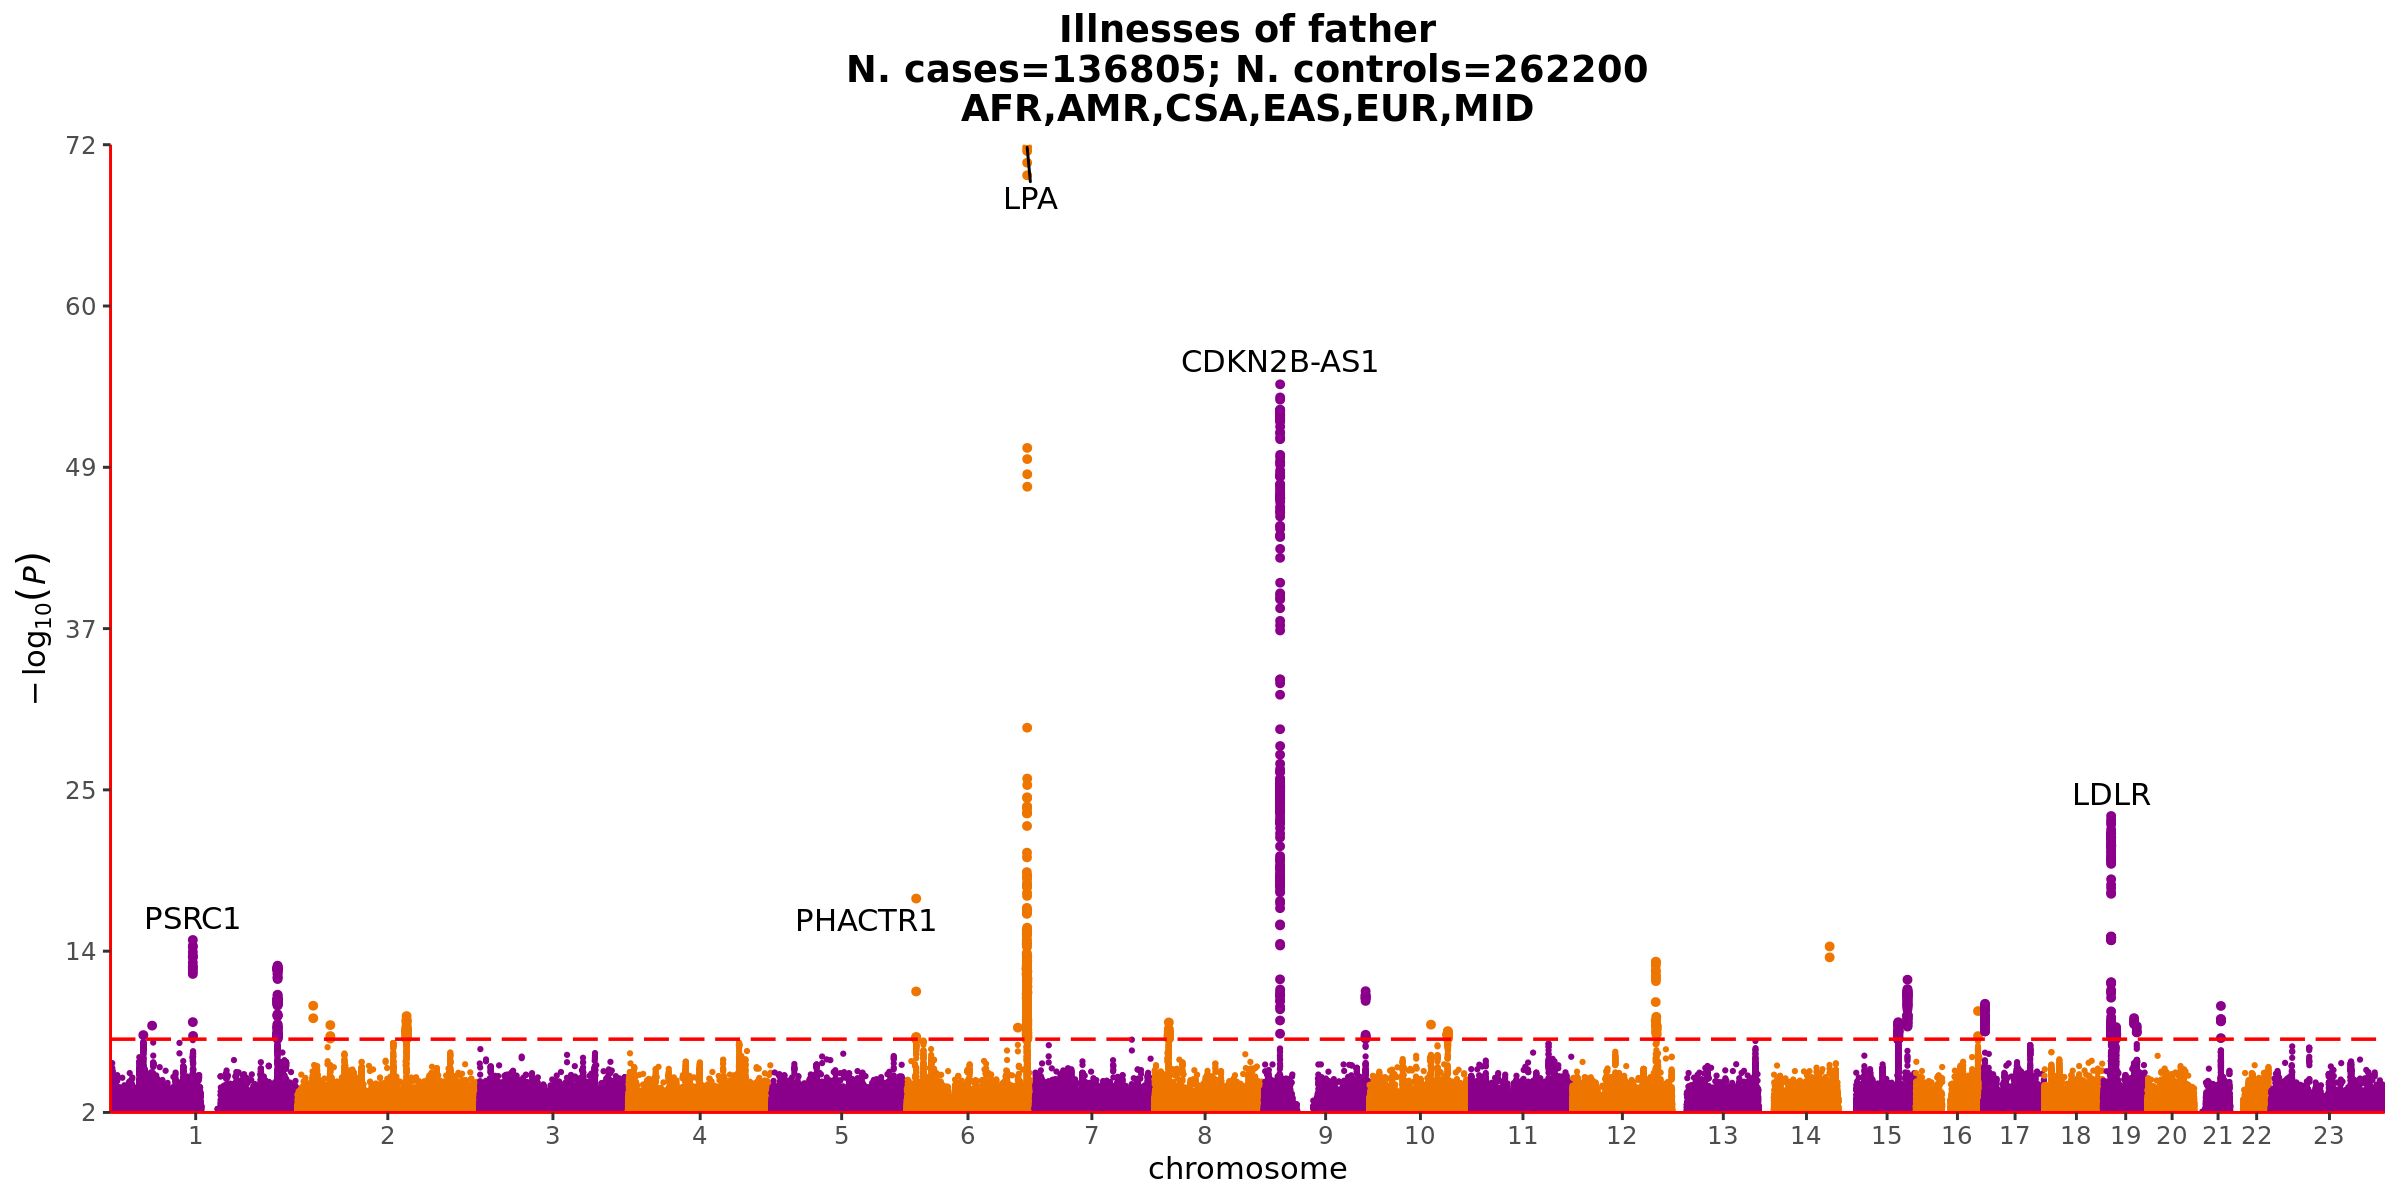 Illnesses of father
N. cases=136805; N. controls=262200
AFR,AMR,CSA,EAS,EUR,MID
72
LPA
60
CDKN2B-AS1
49
−log10(P)
37
25
LDLR
PSRC1
PHACTR1
14
2
1 2 3 4 5 6 7 8 9 10 11 12 13 14 15 16 17 18 19 20 21 22 23
chromosome